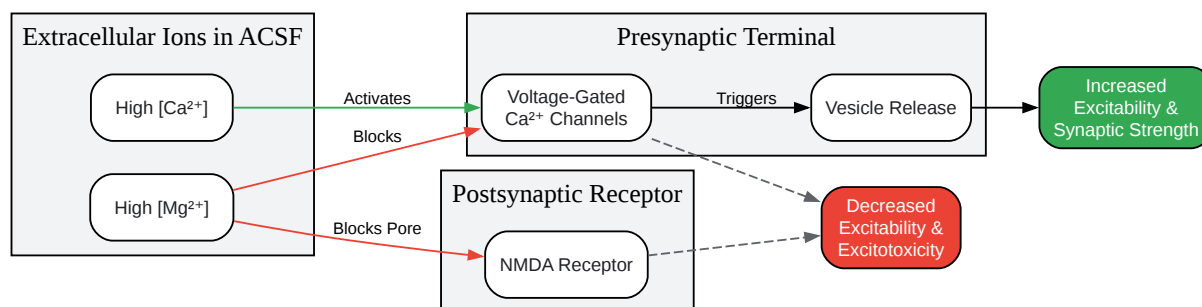 Extracellular Ions in ACSF
High [Ca²⁺]
High [Mg²⁺]
Activates
Blocks
Blocks Pore
Presynaptic Terminal
Voltage-Gated
Ca²⁺ Channels
Triggers
Vesicle Release
Increased
Excitability &
Synaptic Strength
Postsynaptic Receptor
NMDA Receptor
Decreased
Excitability &
Excitotoxicity